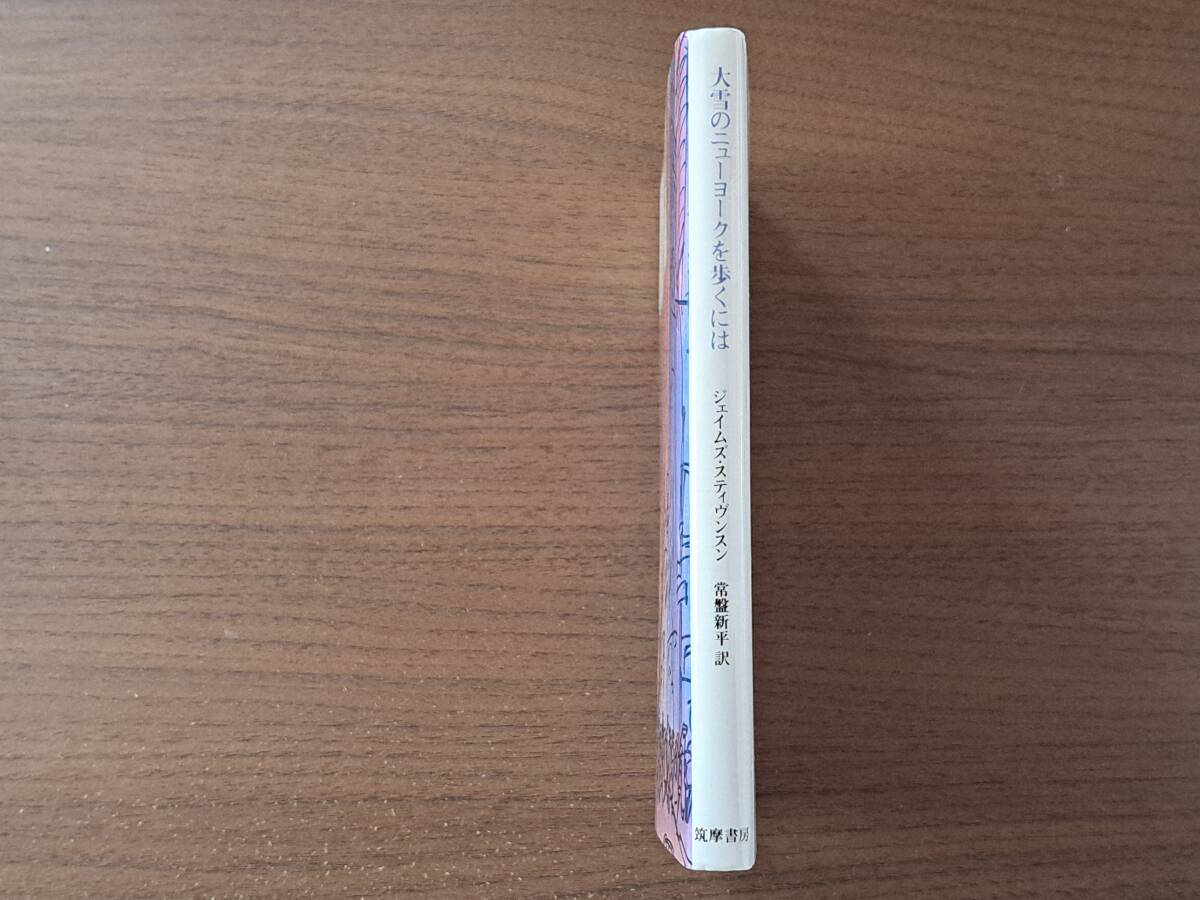 大雪のニューヨークを歩くには
ジェイムズ・スティヴンスン
常盤新平 訳
筑摩書房